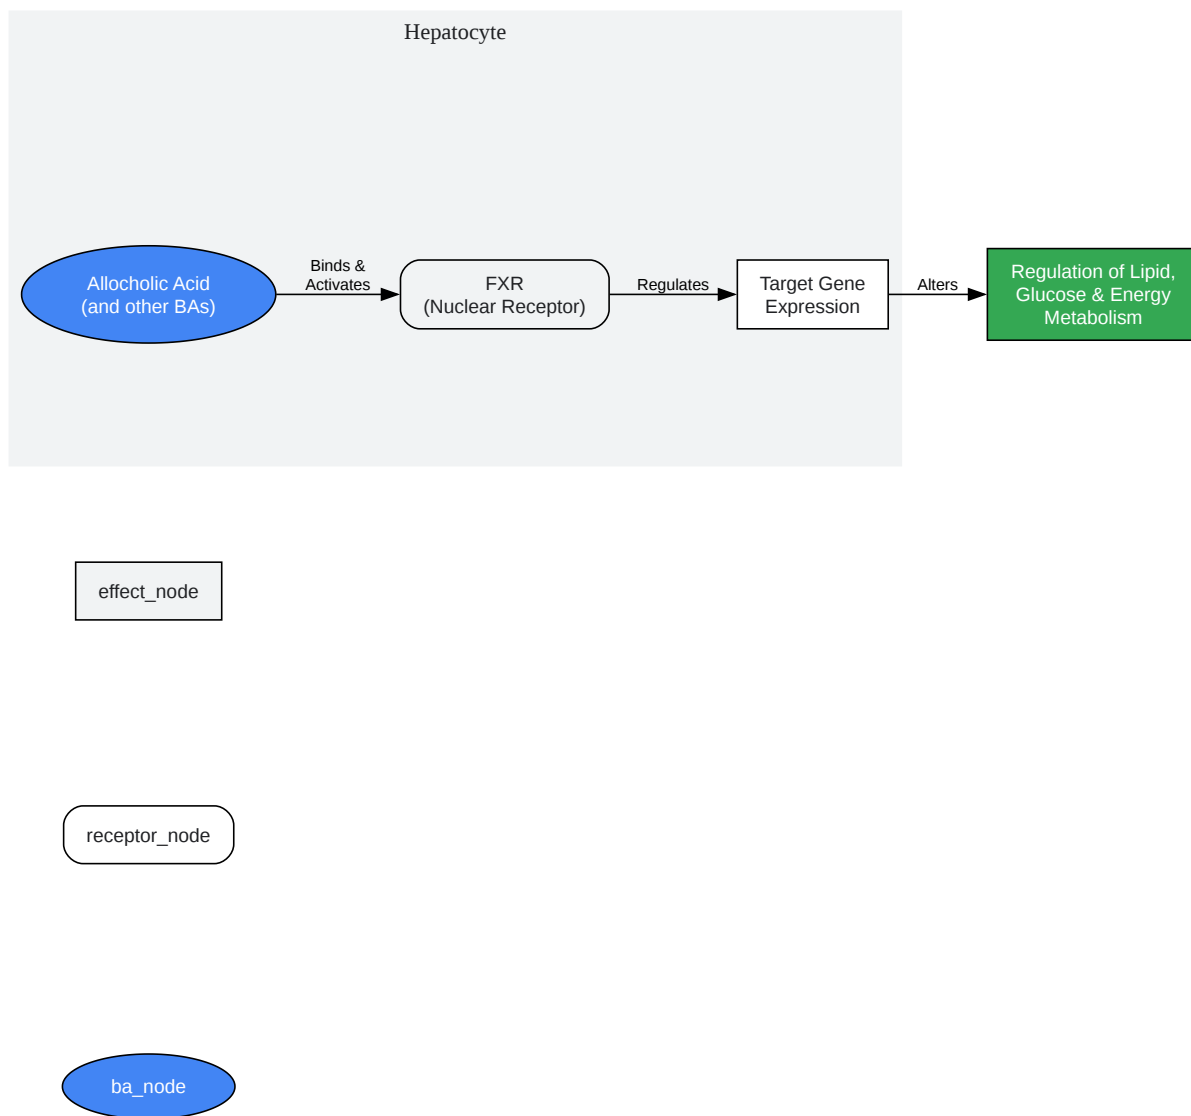 Hepatocyte
Allocholic Acid
(and other BAs)
Binds &
Activates
FXR
(Nuclear Receptor)
Regulates
Target Gene
Expression
Alters
Regulation of Lipid,
Glucose & Energy
Metabolism
effect_node
receptor_node
ba_node